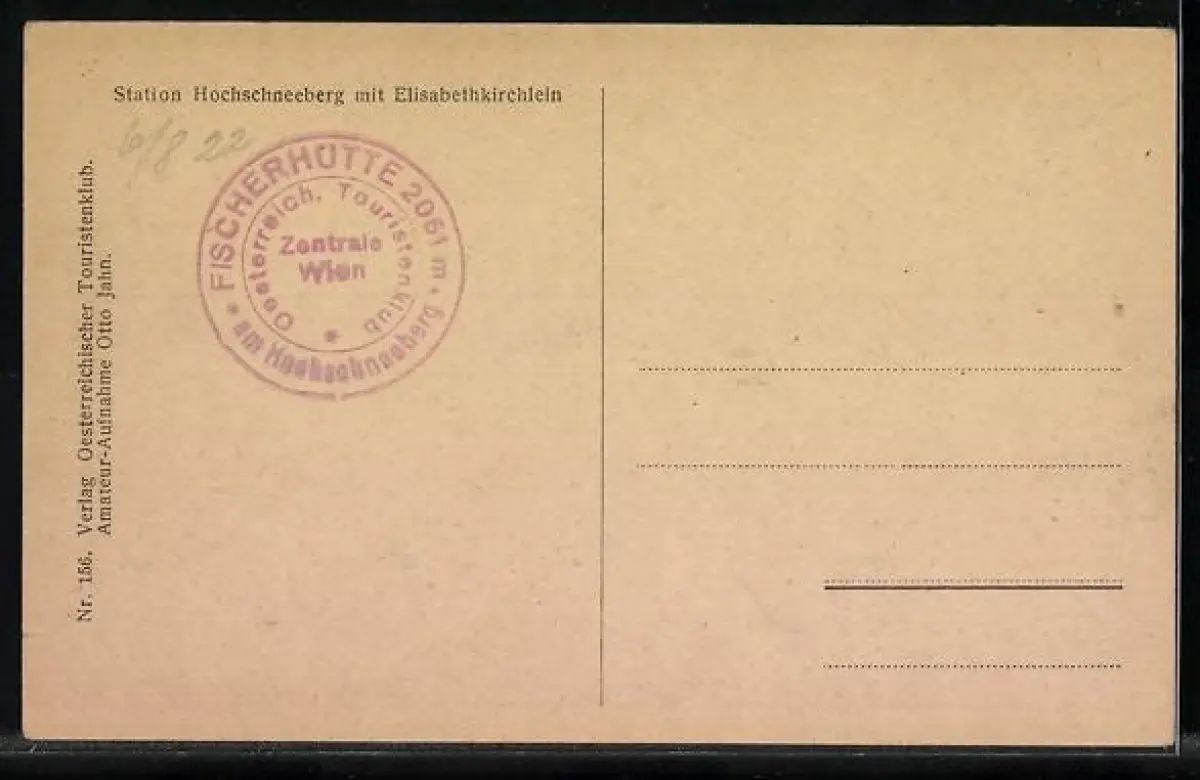 Station Hochschneeberg mit Elisabethkirchlein
6/8 22
FISCHERHÜTTE 2061 m
am Hochschneeberg
Oesterreich. Touristenklub
Zentrale
Wien
Nr. 156. Verlag Oesterreichischer Touristenklub.
Amateur-Aufnahme Otto Jahn.